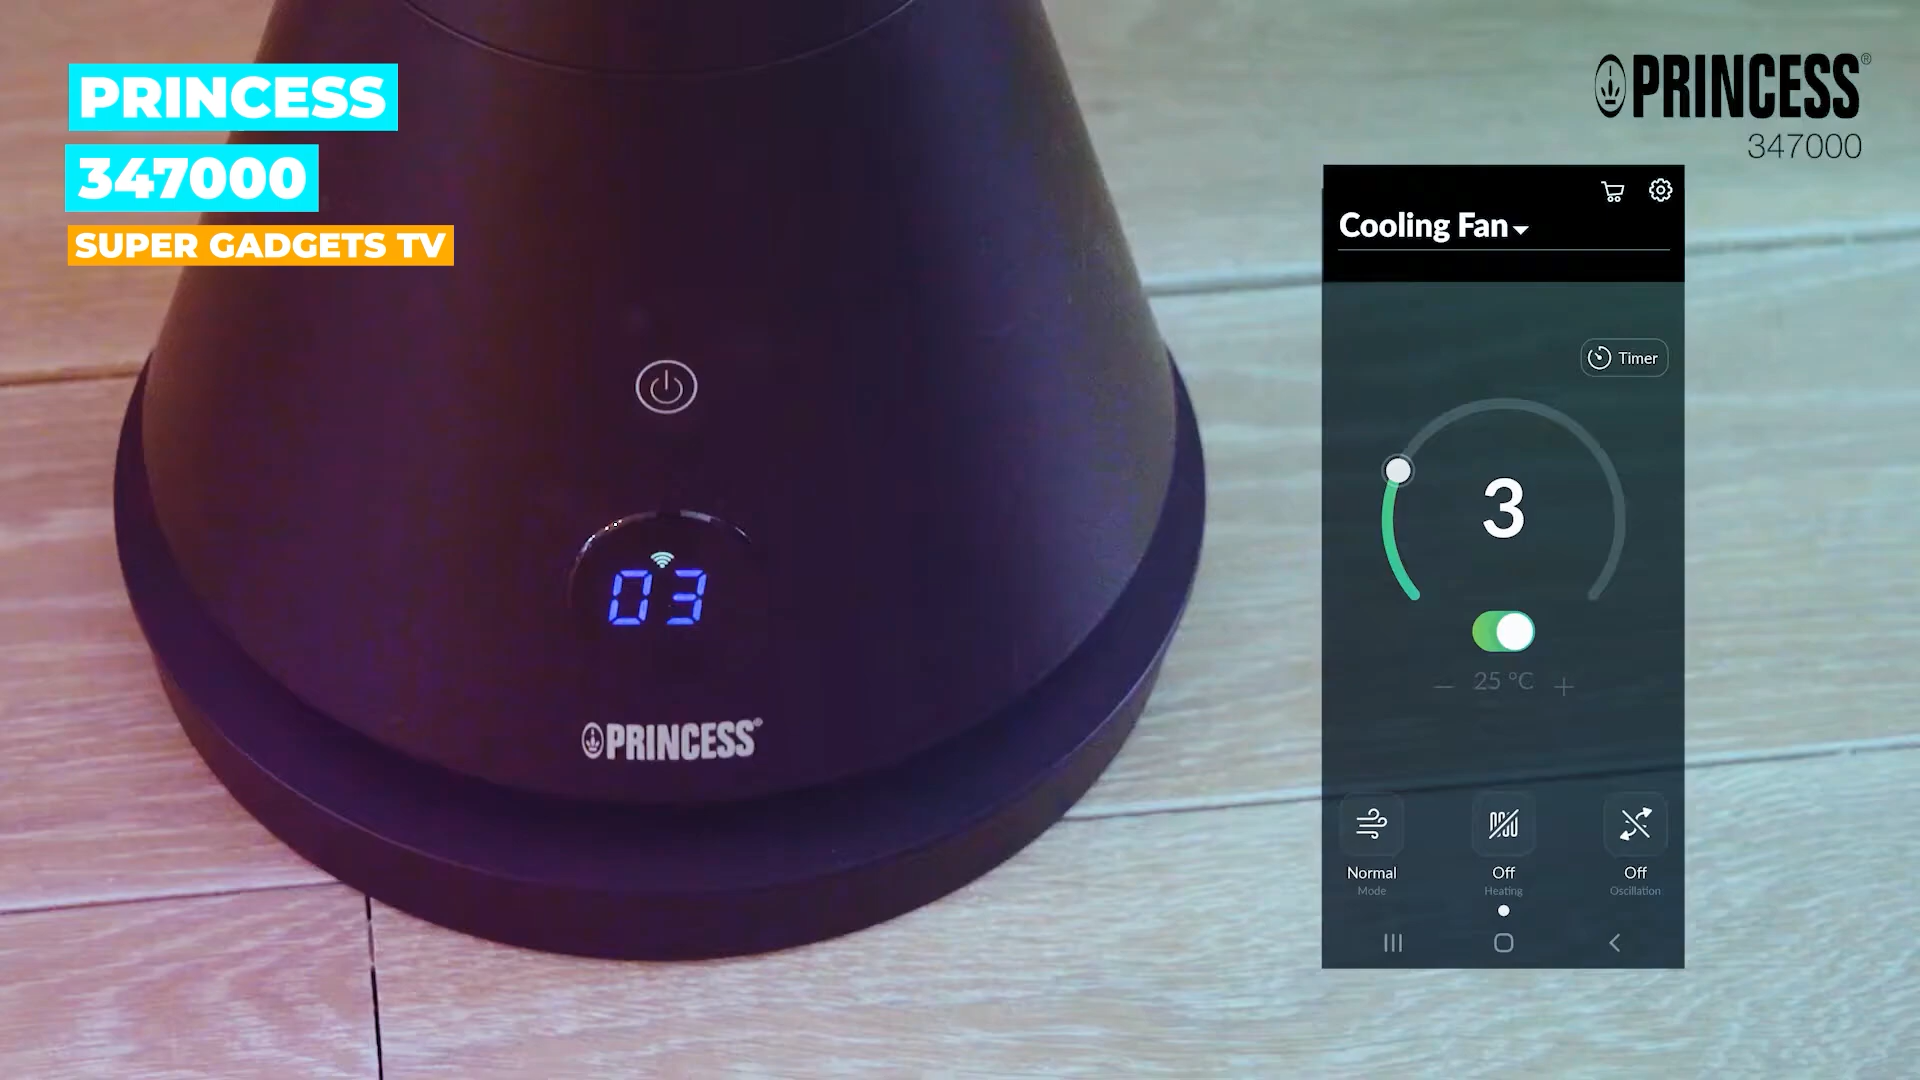 PRINCESS
347000
SUPER GADGETS TV
PRINCESS®
347000
Cooling Fan
Timer
3
25 °C
Normal
Mode
Off
Heating
Off
Oscillation
03
PRINCESS®